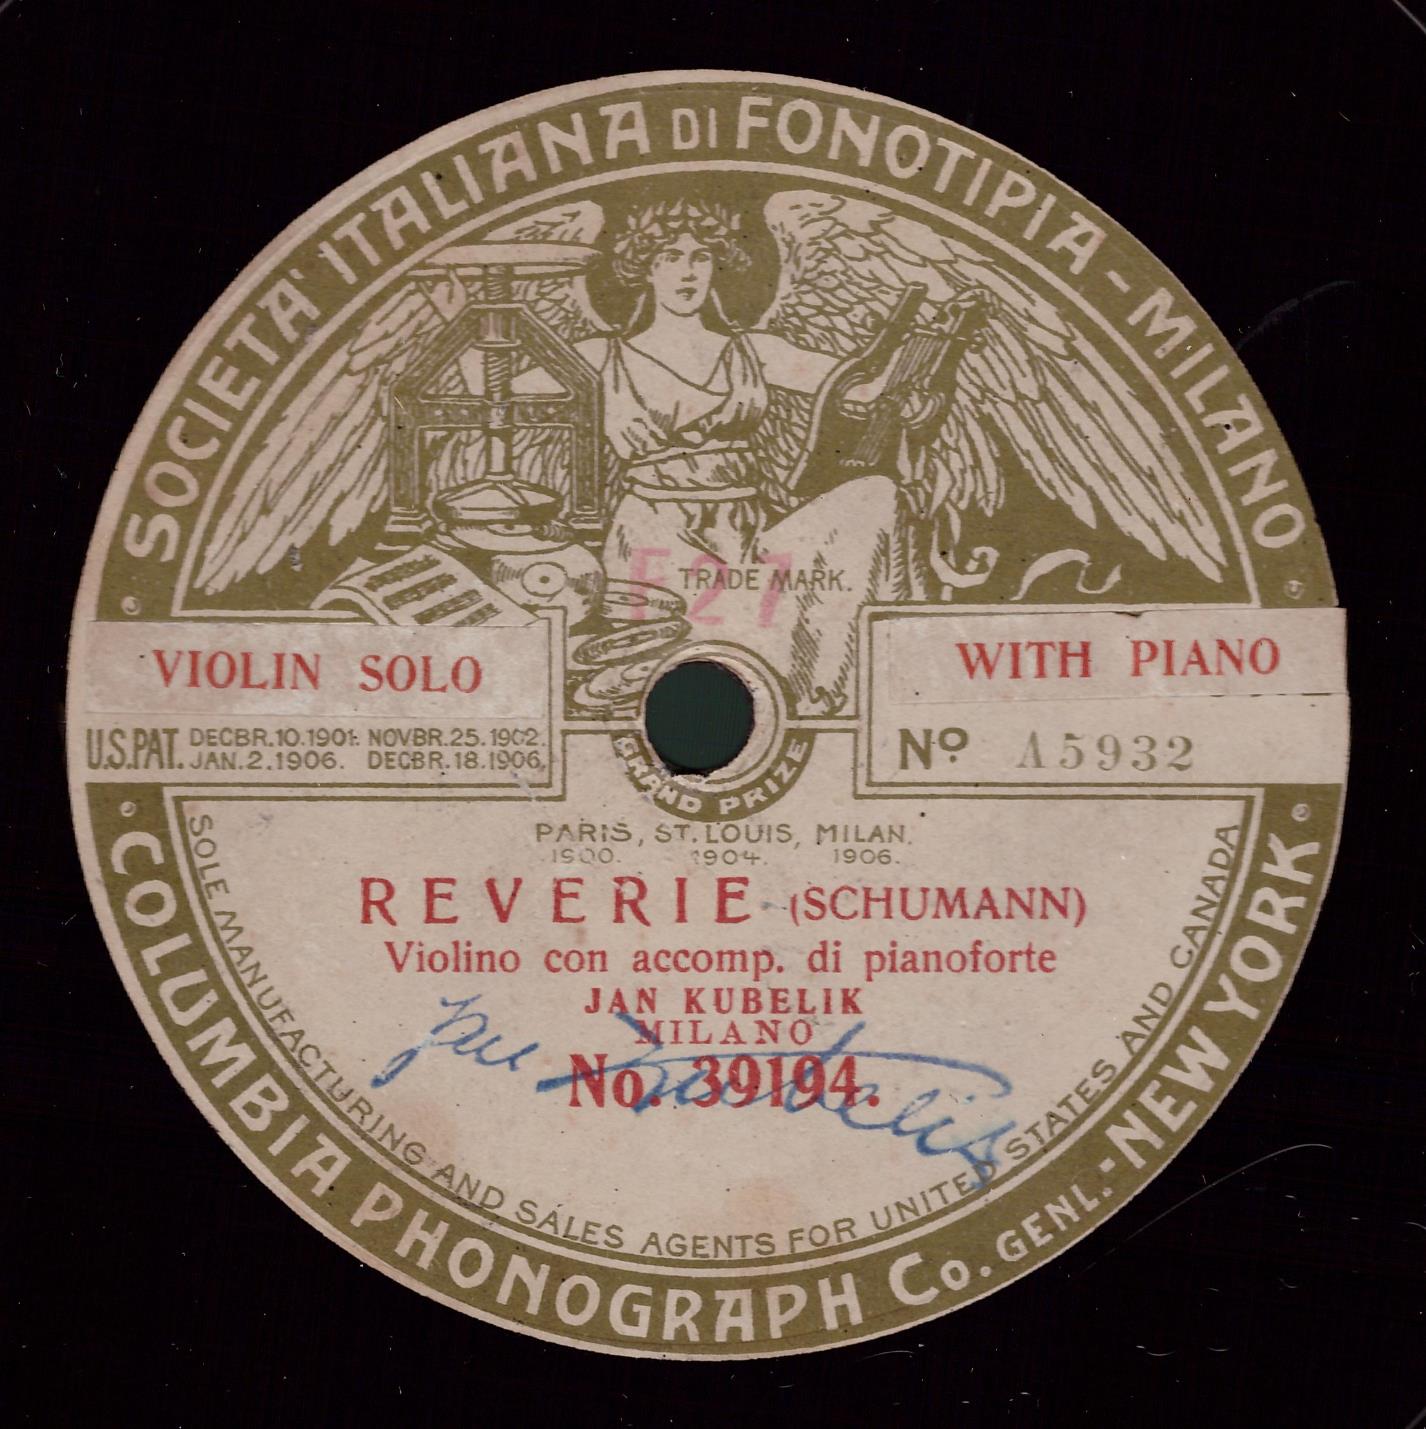 SOCIETA' ITALIANA DI FONOTIPIA - MILANO
F27
TRADE MARK.
VIOLIN SOLO
WITH PIANO
U.S.PAT. DECBR.10.1901. NOVBR.25.1902.
JAN.2.1906. DECBR.18.1906.
Nº A5932
GRAND PRIZE
PARIS, ST. LOUIS, MILAN.
1900. 1904. 1906.
REVERIE (SCHUMANN)
Violino con accomp. di pianoforte
JAN KUBELIK
MILANO
No. 39194.
Jan Kubelik
SOLE MANUFACTURING AND SALES AGENTS FOR UNITED STATES AND CANADA
COLUMBIA PHONOGRAPH Co. GENL. - NEW YORK